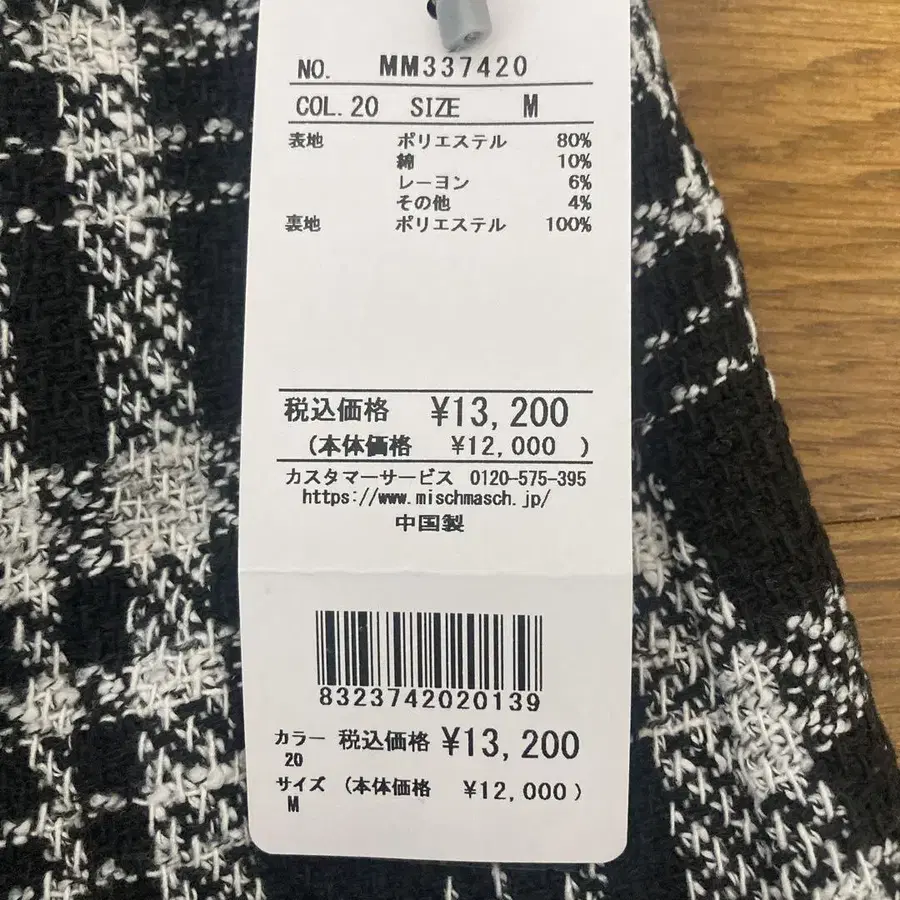 NO. MM337420
COL. 20 SIZE M
表地 ポリエステル 80%
綿 10%
レーヨン 6%
その他 4%
裏地 ポリエステル 100%
税込価格 ¥13,200
(本体価格 ¥12,000 )
カスタマーサービス 0120-575-395
https://www.mischmasch.jp/
中国製
8323742020139
カラー 税込価格 ¥13,200
20
サイズ (本体価格 ¥12,000)
M